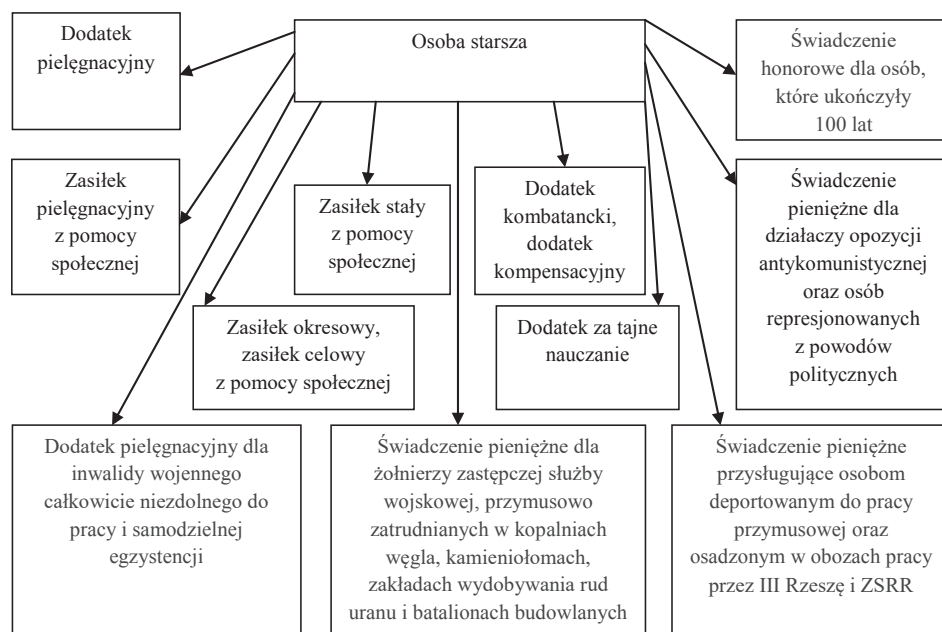 Dodatek
pielęgnacyjny
Osoba starsza
Świadczenie
honorowe dla osób,
które ukończyły
100 lat
Zasiłek
pielęgnacyjny
z pomocy
społecznej
Zasiłek stały
z pomocy
społecznej
Dodatek
kombatancki,
dodatek
kompensacyjny
Świadczenie
pieniężne dla
działaczy opozycji
antykomunistycznej
oraz osób
represjonowanych
z powodów
politycznych
Zasiłek okresowy,
zasiłek celowy
z pomocy społecznej
Dodatek za tajne
nauczanie
Dodatek pielęgnacyjny dla
inwalidy wojennego
całkowicie niezdolnego do
pracy i samodzielnej
egzystencji
Świadczenie pieniężne dla
żołnierzy zastępczej służby
wojskowej, przymusowo
zatrudnianych w kopalniach
węgla, kamieniołomach,
zakładach wydobywania rud
uranu i batalionach budowlanych
Świadczenie pieniężne
przysługujące osobom
deportowanym do pracy
przymusowej oraz
osadzonym w obozach pracy
przez III Rzeszę i ZSRR